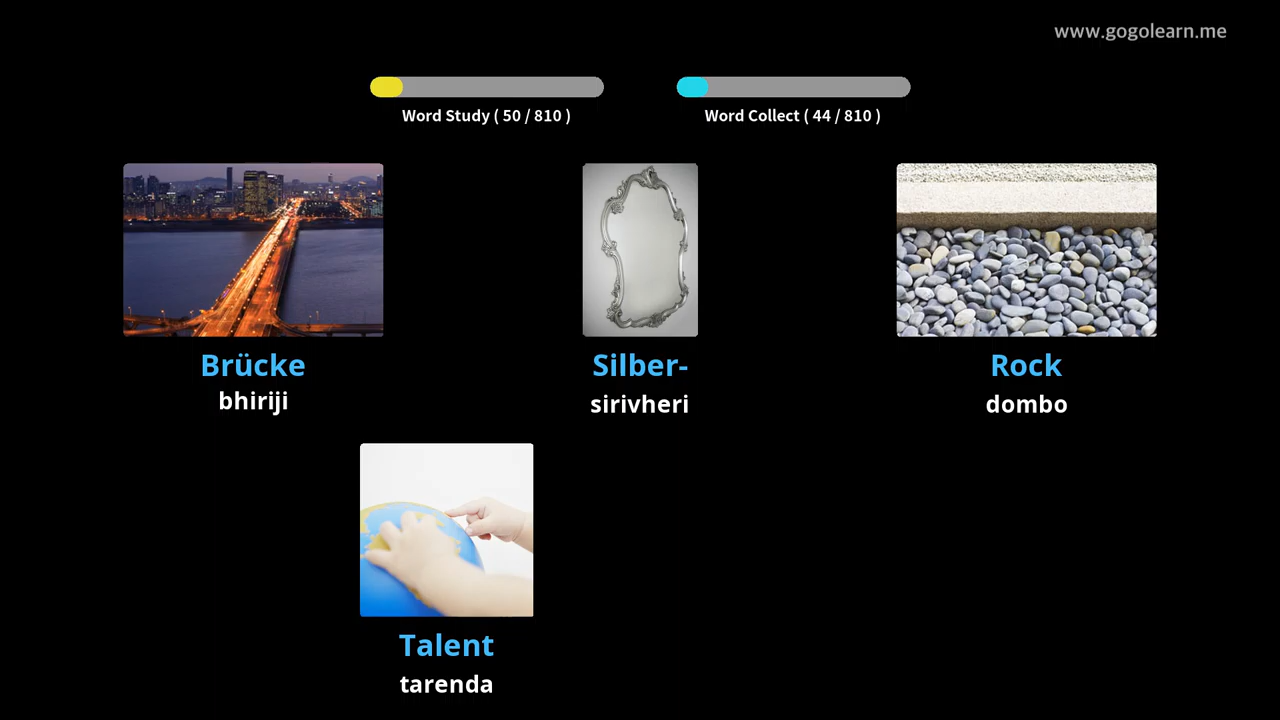 www.gogolearn.me
Word Study ( 50 / 810 )
Word Collect ( 44 / 810 )
Brücke
bhiriji
Silber-
sirivheri
Rock
dombo
Talent
tarenda